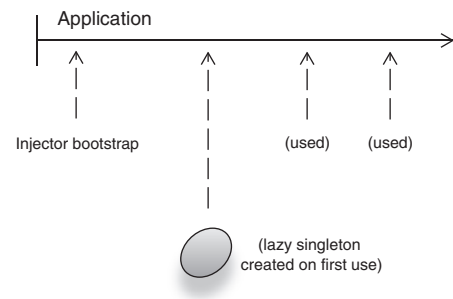 Application
Injector bootstrap
(used)
(used)
(lazy singleton
created on first use)